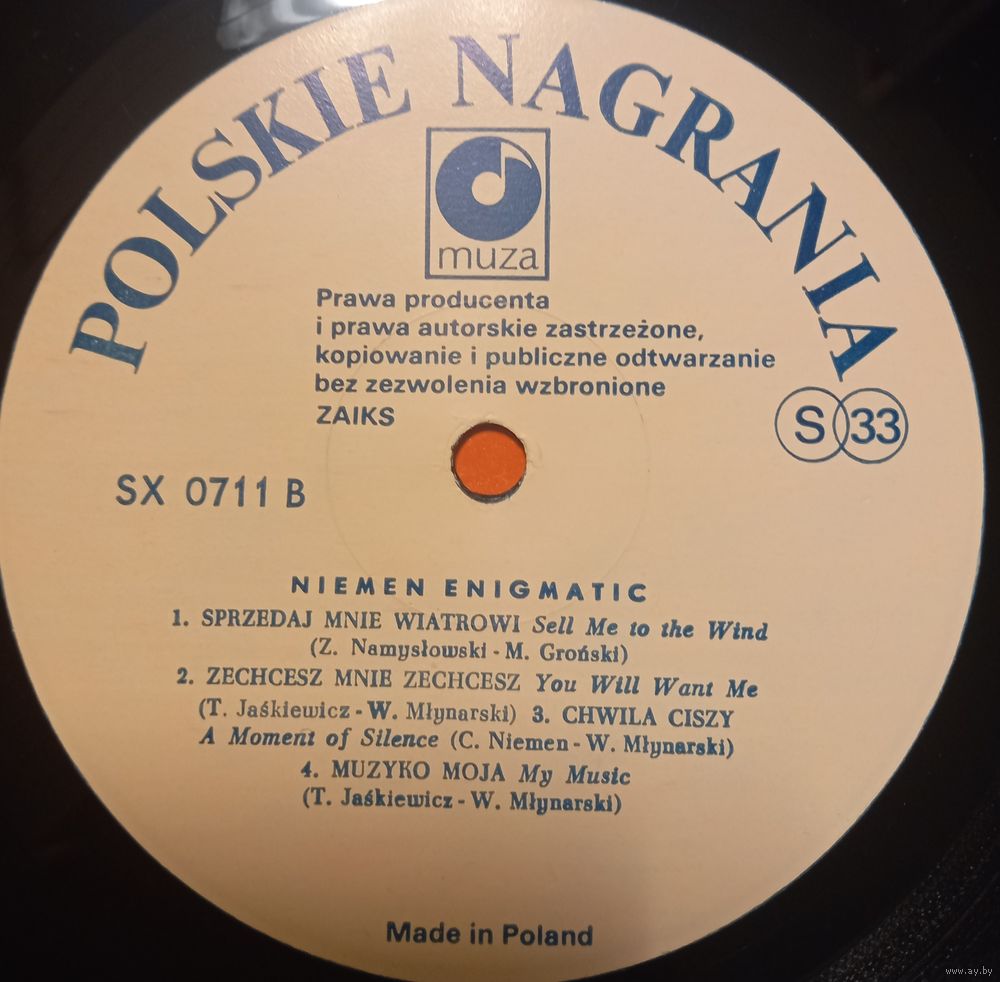 POLSKIE NAGRANIA
muza
Prawa producenta
i prawa autorskie zastrzeżone,
kopiowanie i publiczne odtwarzanie
bez zezwolenia wzbronione
ZAIKS
S 33
SX 0711 B
NIEMEN ENIGMATIC
1. SPRZEDAJ MNIE WIATROWI Sell Me to the Wind
(Z. Namysłowski - M. Groński)
2. ZECHCESZ MNIE ZECHCESZ You Will Want Me
(T. Jaśkiewicz - W. Młynarski) 3. CHWILA CISZY
A Moment of Silence (C. Niemen - W. Młynarski)
4. MUZYKO MOJA My Music
(T. Jaśkiewicz - W. Młynarski)
Made in Poland
www.ay.by